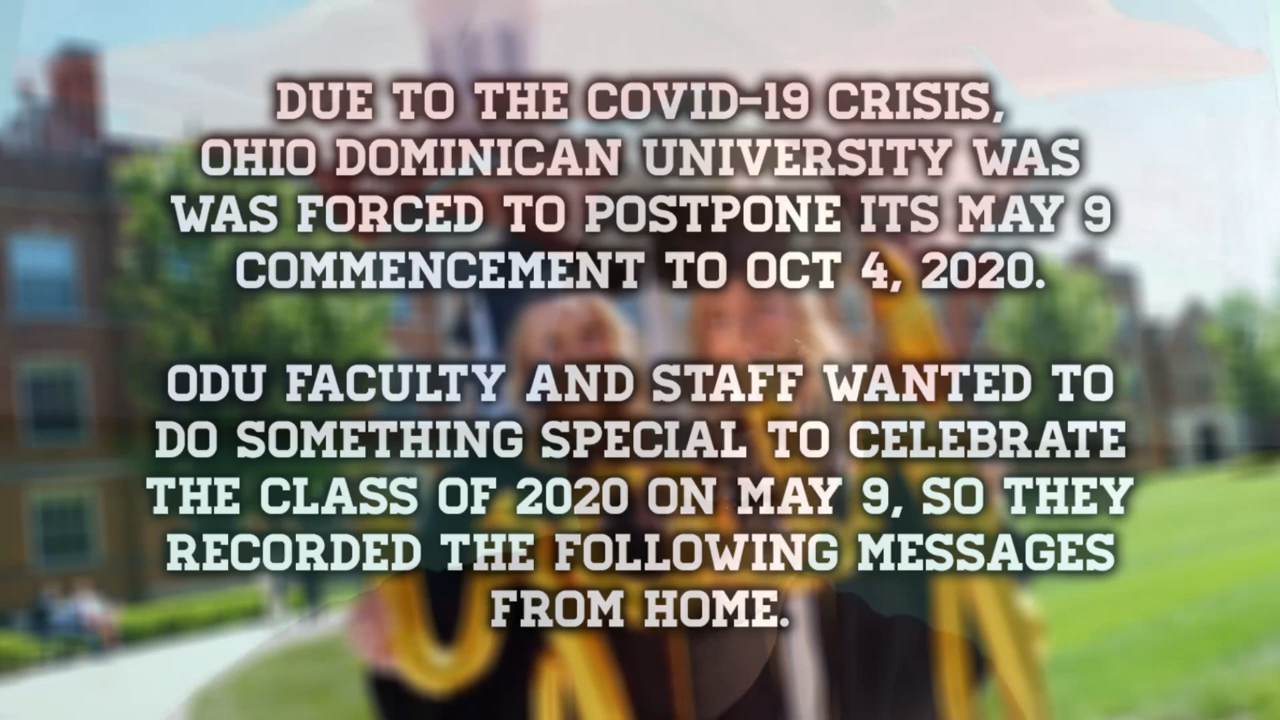 DUE TO THE COVID-19 CRISIS,
OHIO DOMINICAN UNIVERSITY WAS
WAS FORCED TO POSTPONE ITS MAY 9
COMMENCEMENT TO OCT 4, 2020.
ODU FACULTY AND STAFF WANTED TO
DO SOMETHING SPECIAL TO CELEBRATE
THE CLASS OF 2020 ON MAY 9, SO THEY
RECORDED THE FOLLOWING MESSAGES
FROM HOME.